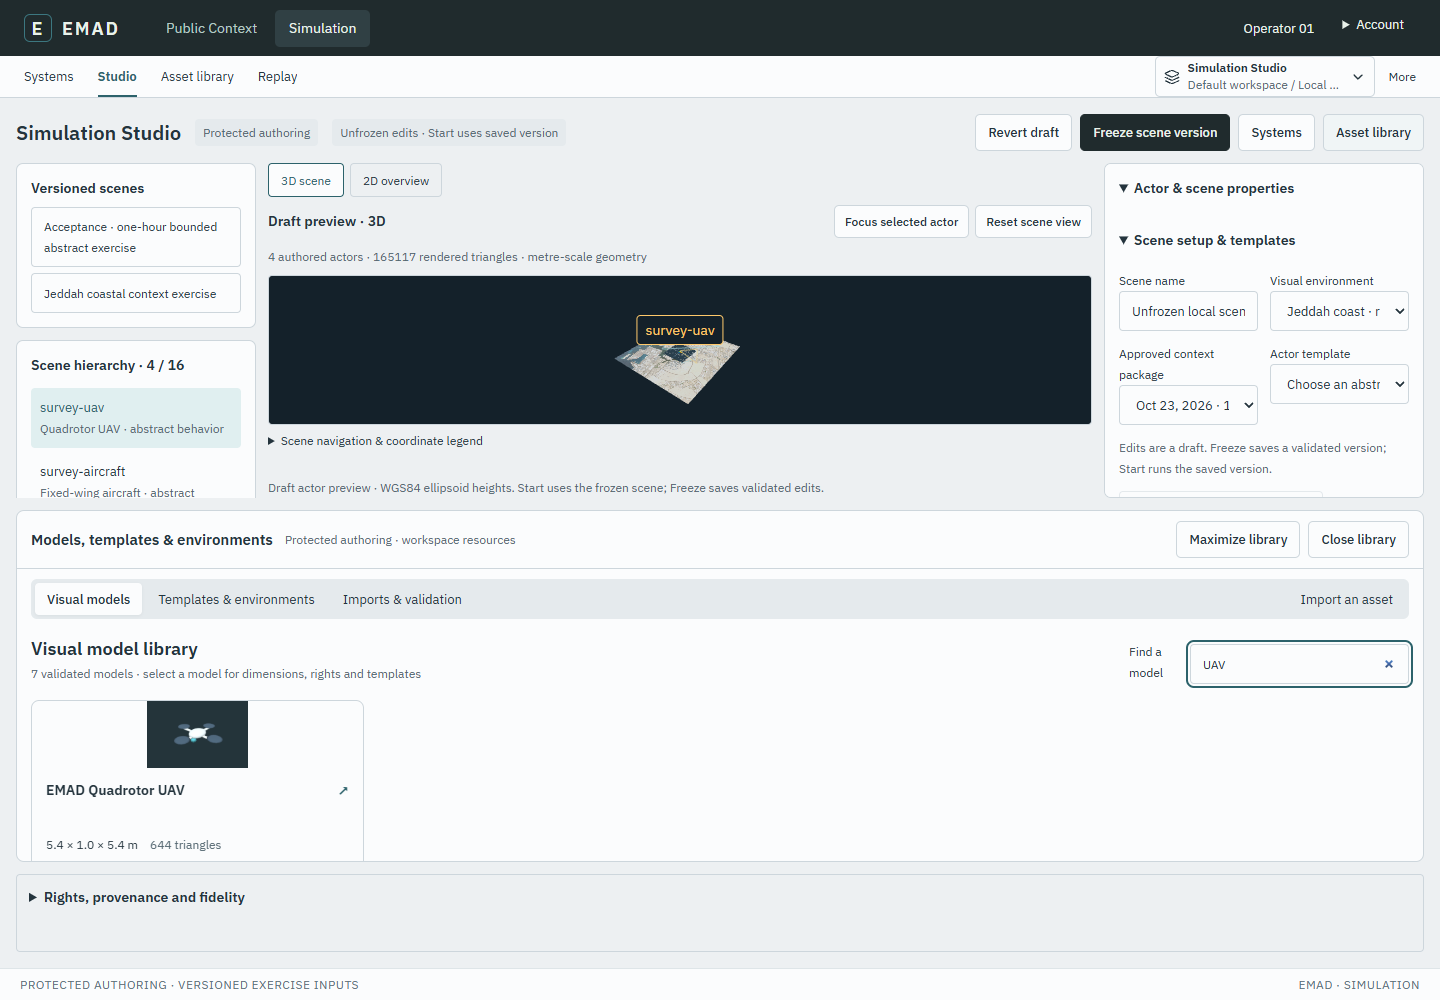 E EMAD
Public Context
Simulation
Operator 01
▶ Account
Systems
Studio
Asset library
Replay
Simulation Studio
Default workspace / Local ...
More
Simulation Studio
Protected authoring
Unfrozen edits · Start uses saved version
Revert draft
Freeze scene version
Systems
Asset library
Versioned scenes
Acceptance · one-hour bounded
abstract exercise
Jeddah coastal context exercise
Scene hierarchy · 4 / 16
survey-uav
Quadrotor UAV · abstract behavior
survey-aircraft
Fixed-wing aircraft · abstract
3D scene
2D overview
Draft preview · 3D
Focus selected actor
Reset scene view
4 authored actors · 165117 rendered triangles · metre-scale geometry
survey-uav
▶ Scene navigation & coordinate legend
Draft actor preview · WGS84 ellipsoid heights. Start uses the frozen scene; Freeze saves validated edits.
▼ Actor & scene properties
▼ Scene setup & templates
Scene name
Visual environment
Unfrozen local scen
Jeddah coast · r
Approved context
package
Actor template
Oct 23, 2026 · 1
Choose an abstr
Edits are a draft. Freeze saves a validated version;
Start runs the saved version.
Models, templates & environments
Protected authoring · workspace resources
Maximize library
Close library
Visual models
Templates & environments
Imports & validation
Import an asset
Visual model library
7 validated models · select a model for dimensions, rights and templates
Find a
model
UAV
EMAD Quadrotor UAV
5.4 × 1.0 × 5.4 m 644 triangles
▶ Rights, provenance and fidelity
PROTECTED AUTHORING · VERSIONED EXERCISE INPUTS
EMAD · SIMULATION